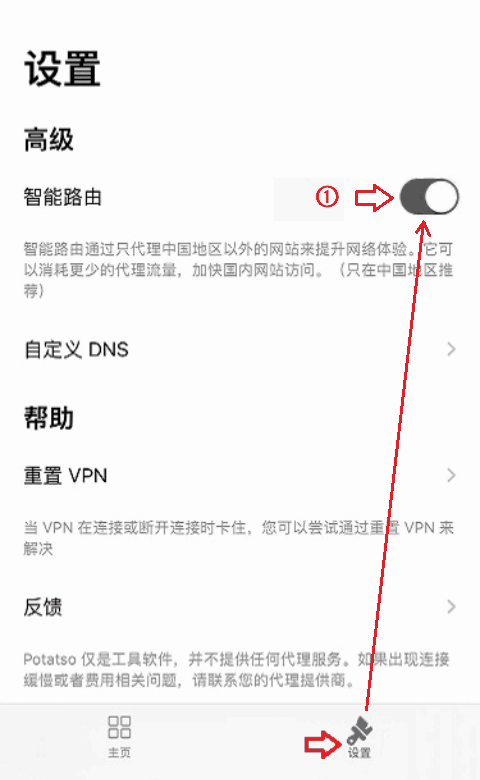 设置
高级
智能路由
①
智能路由通过只代理中国地区以外的网站来提升网络体验。它可
以消耗更少的代理流量，加快国内网站访问。（只在中国地区推
荐）
自定义 DNS
帮助
重置 VPN
当 VPN 在连接或断开连接时卡住，您可以尝试通过重置 VPN 来
解决
反馈
Potatso 仅是工具软件，并不提供任何代理服务。如果出现连接
缓慢或者费用相关问题，请联系您的代理提供商。
主页
设置